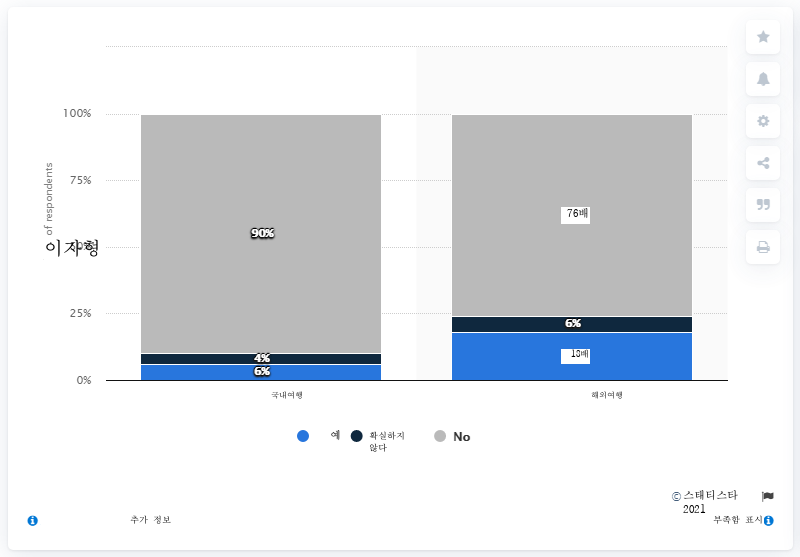 100%
75%
of respondents
이자형
25%
0%
90%
4%
6%
76배
6%
18배
국내여행
해외여행
예
확실하지
않다
No
© 스태티스타
2021
추가 정보
부족함 표시